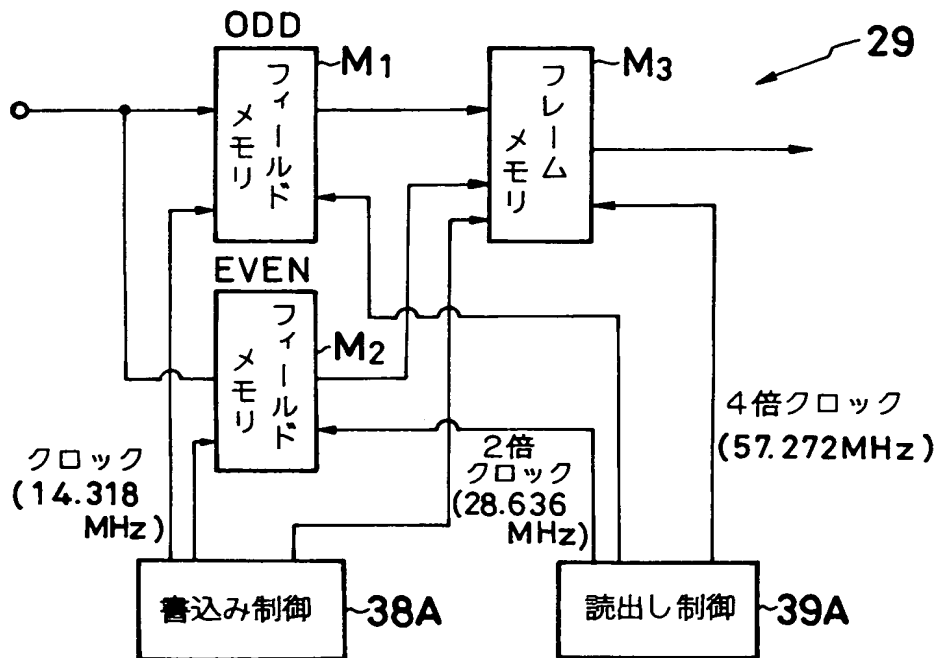 ODD
M1
フィールド
メモリ
M3
フレーム
メモリ
29
EVEN
M2
フィールド
メモリ
クロック
(14.318
MHz)
2倍
クロック
(28.636
MHz)
4倍クロック
(57.272MHz)
書込み制御
38A
読出し制御
39A